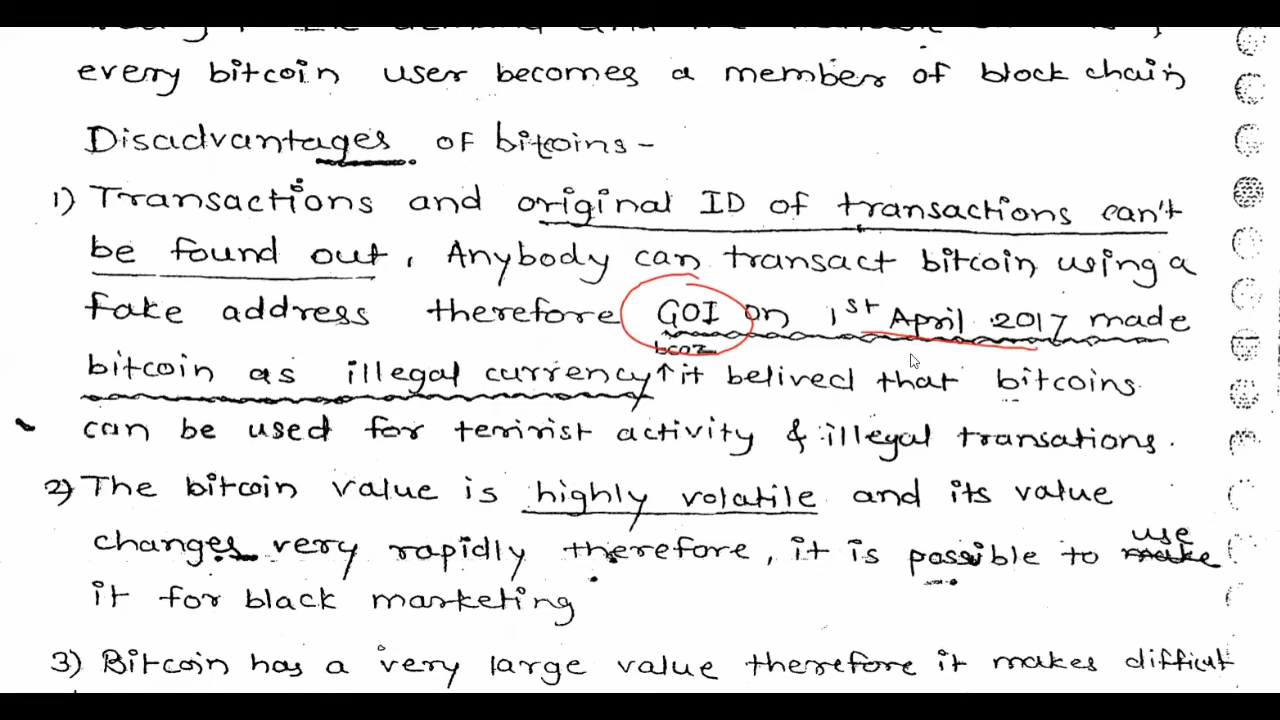 every bitcoin user becomes a member of block chain
Disadvantages of bitcoins-
1) Transactions and original ID of transactions can't
be found out. Anybody can transact bitcoin using a
fake address therefore GOI on 1st April 2017 made
bcoz
bitcoin as illegal currency ↑ it belived that bitcoins
can be used for teririst activity & illegal transations.
2) The bitcoin value is highly volatile and its value
use
changes very rapidly therefore, it is possible to make
it for black marketing
3) Bitcoin has a very large value therefore it makes difficut